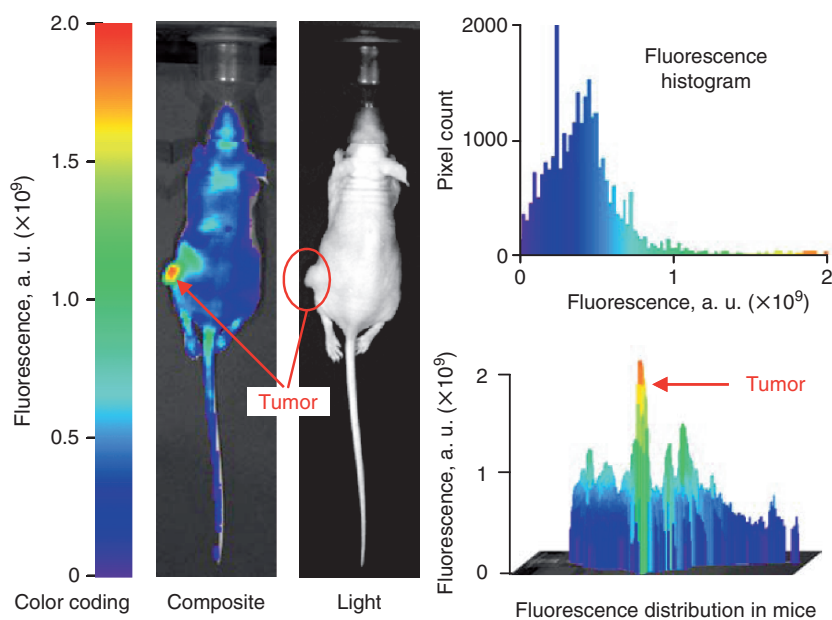 2.0
1.5
1.0
0.5
0
Fluorescence, a. u. (×10⁹)
Color coding
Composite
Light
Tumor
2000
1000
0
Pixel count
Fluorescence
histogram
0
1
2
Fluorescence, a. u. (×10⁹)
2
1
0
Fluorescence, a. u. (×10⁹)
Tumor
Fluorescence distribution in mice